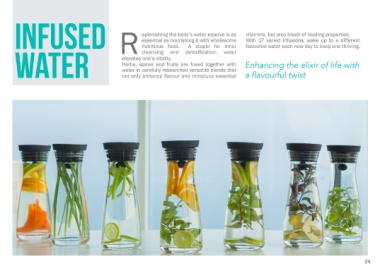 INFUSED
WATER
Replenishing the body's water reserve is as
essential as nourishing it with wholesome
nutritious food. A staple for inner
cleansing and detoxification, water
elevates one's vitality.
Herbs, spices and fruits are fused together with
water in carefully researched versatile blends that
not only enhance flavour and introduce essential
vitamins, but also boast of healing properties.
With 17 varied infusions, wake up to a different
flavoured water each new day to keep one thriving.
Enhancing the elixir of life with
a flavourful twist
24